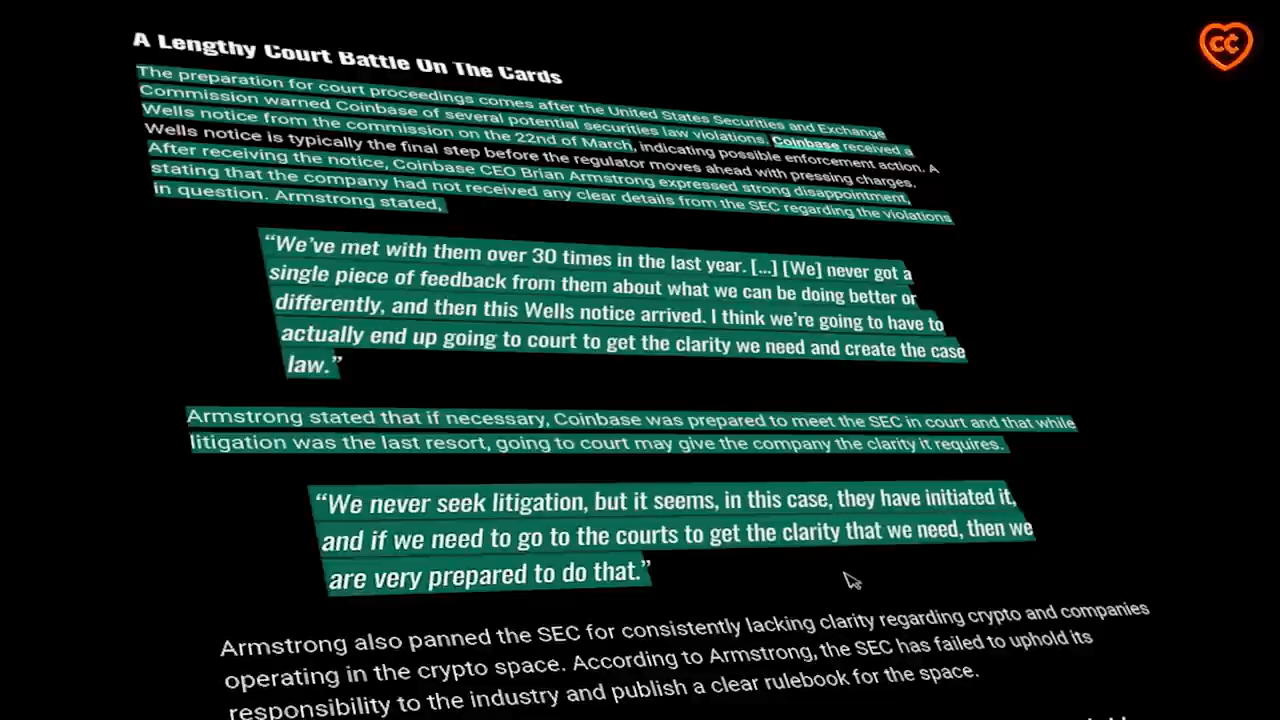 A Lengthy Court Battle On The Cards
The preparation for court proceedings comes after the United States Securities and Exchange
Commission warned Coinbase of several potential securities law violations. Coinbase received a
Wells notice from the commission on the 22nd of March, indicating possible enforcement action. A
Wells notice is typically the final step before the regulator moves ahead with pressing charges.
After receiving the notice, Coinbase CEO Brian Armstrong expressed strong disappointment,
stating that the company had not received any clear details from the SEC regarding the violations
in question. Armstrong stated,
“We’ve met with them over 30 times in the last year. […] [We] never got a
single piece of feedback from them about what we can be doing better or
differently, and then this Wells notice arrived. I think we’re going to have to
actually end up going to court to get the clarity we need and create the case
law.”
Armstrong stated that if necessary, Coinbase was prepared to meet the SEC in court and that while
litigation was the last resort, going to court may give the company the clarity it requires.
“We never seek litigation, but it seems, in this case, they have initiated it,
and if we need to go to the courts to get the clarity that we need, then we
are very prepared to do that.”
Armstrong also panned the SEC for consistently lacking clarity regarding crypto and companies
operating in the crypto space. According to Armstrong, the SEC has failed to uphold its
responsibility to the industry and publish a clear rulebook for the space.